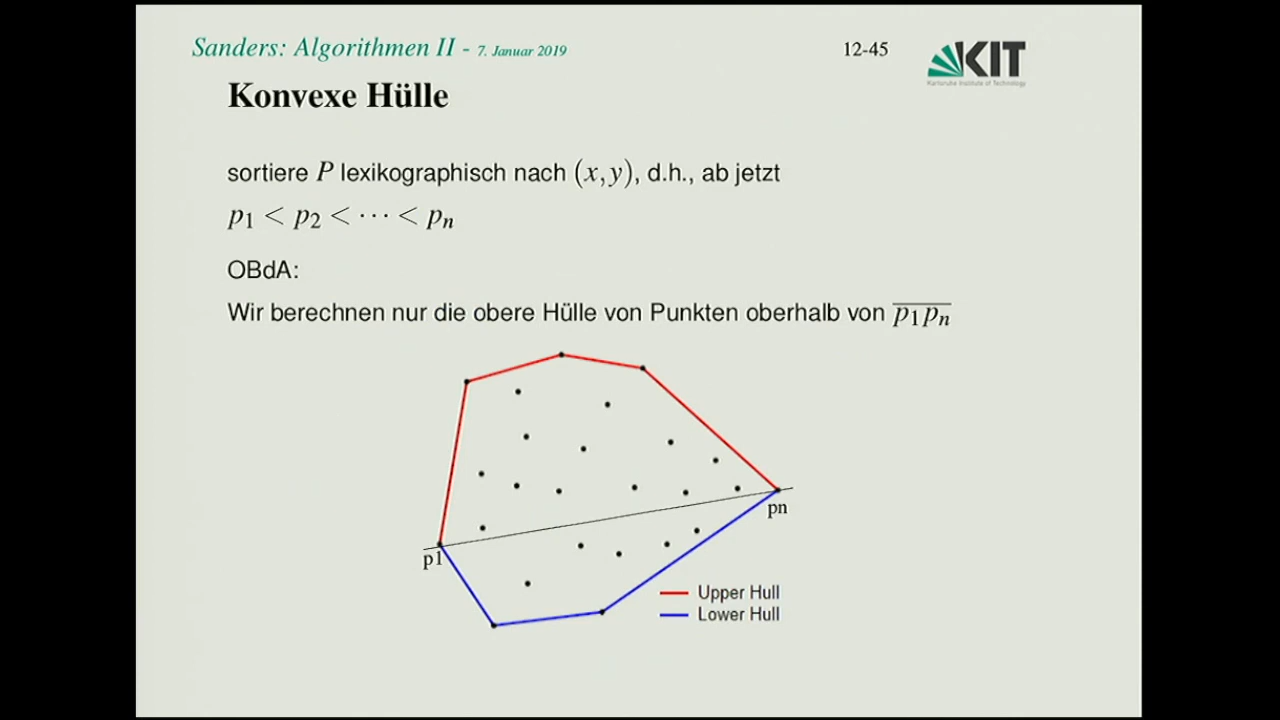 Sanders: Algorithmen II - 7. Januar 2019
12-45
KIT
Karlsruhe Institute of Technology
Konvexe Hülle
sortiere P lexikographisch nach (x, y), d.h., ab jetzt
p₁ < p₂ < ··· < pₙ
OBdA:
Wir berechnen nur die obere Hülle von Punkten oberhalb von p̅₁p̅ₙ
pn
p1
Upper Hull
Lower Hull